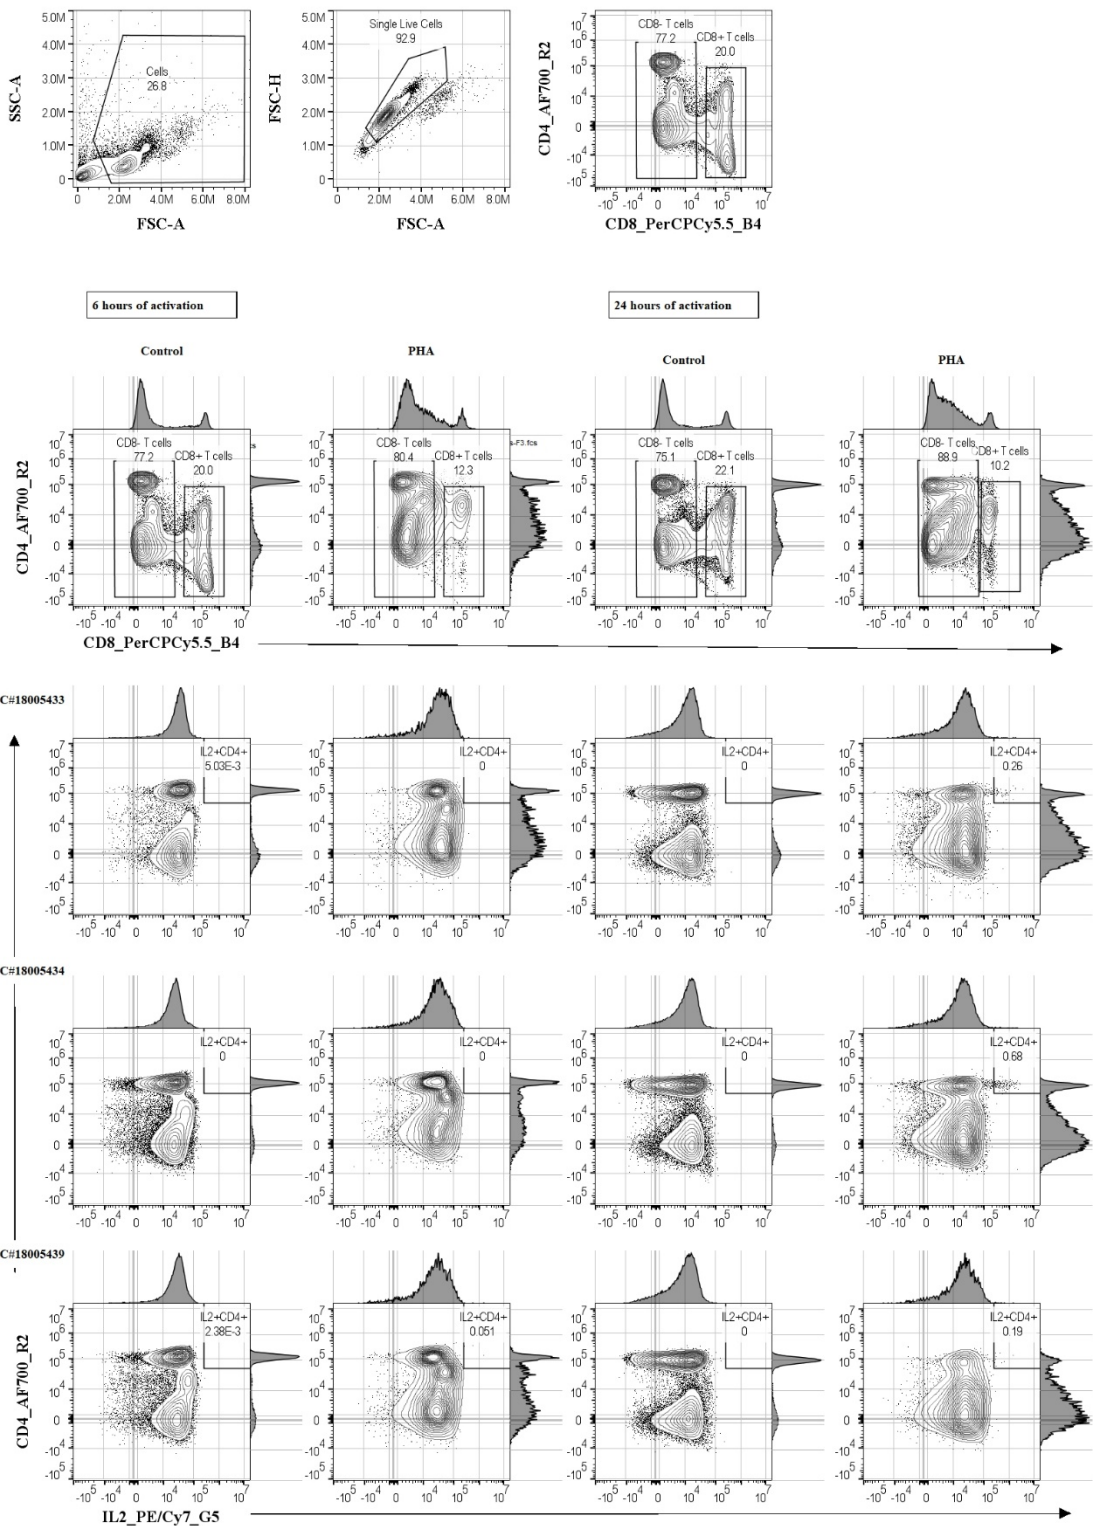 5.0M
4.0M
3.0M
2.0M
1.0M
0
SSC-A
Cells
26.8
0 2.0M 4.0M 6.0M 8.0M
FSC-A
5.0M
4.0M
3.0M
2.0M
1.0M
0
FSC-H
Single Live Cells
92.9
0 2.0M 4.0M 6.0M 8.0M
FSC-A
CD4_AF700_R2
CD8- T cells
77.2
CD8+ T cells
20.0
CD8_PerCPCy5.5_B4
6 hours of activation
24 hours of activation
Control
PHA
Control
PHA
CD4_AF700_R2
CD8- T cells
77.2
CD8+ T cells
20.0
CD8- T cells
80.4
CD8+ T cells
12.3
s-F3.fcs
CD8- T cells
75.1
CD8+ T cells
22.1
CD8- T cells
88.9
CD8+ T cells
10.2
CD8_PerCPCy5.5_B4
C#18005433
IL2+CD4+
5.03E-3
IL2+CD4+
0
IL2+CD4+
0
IL2+CD4+
0.26
C#18005434
IL2+CD4+
0
IL2+CD4+
0
IL2+CD4+
0
IL2+CD4+
0.68
C#18005439
IL2+CD4+
2.38E-3
IL2+CD4+
0.051
IL2+CD4+
0
IL2+CD4+
0.19
CD4_AF700_R2
IL2_PE/Cy7_G5